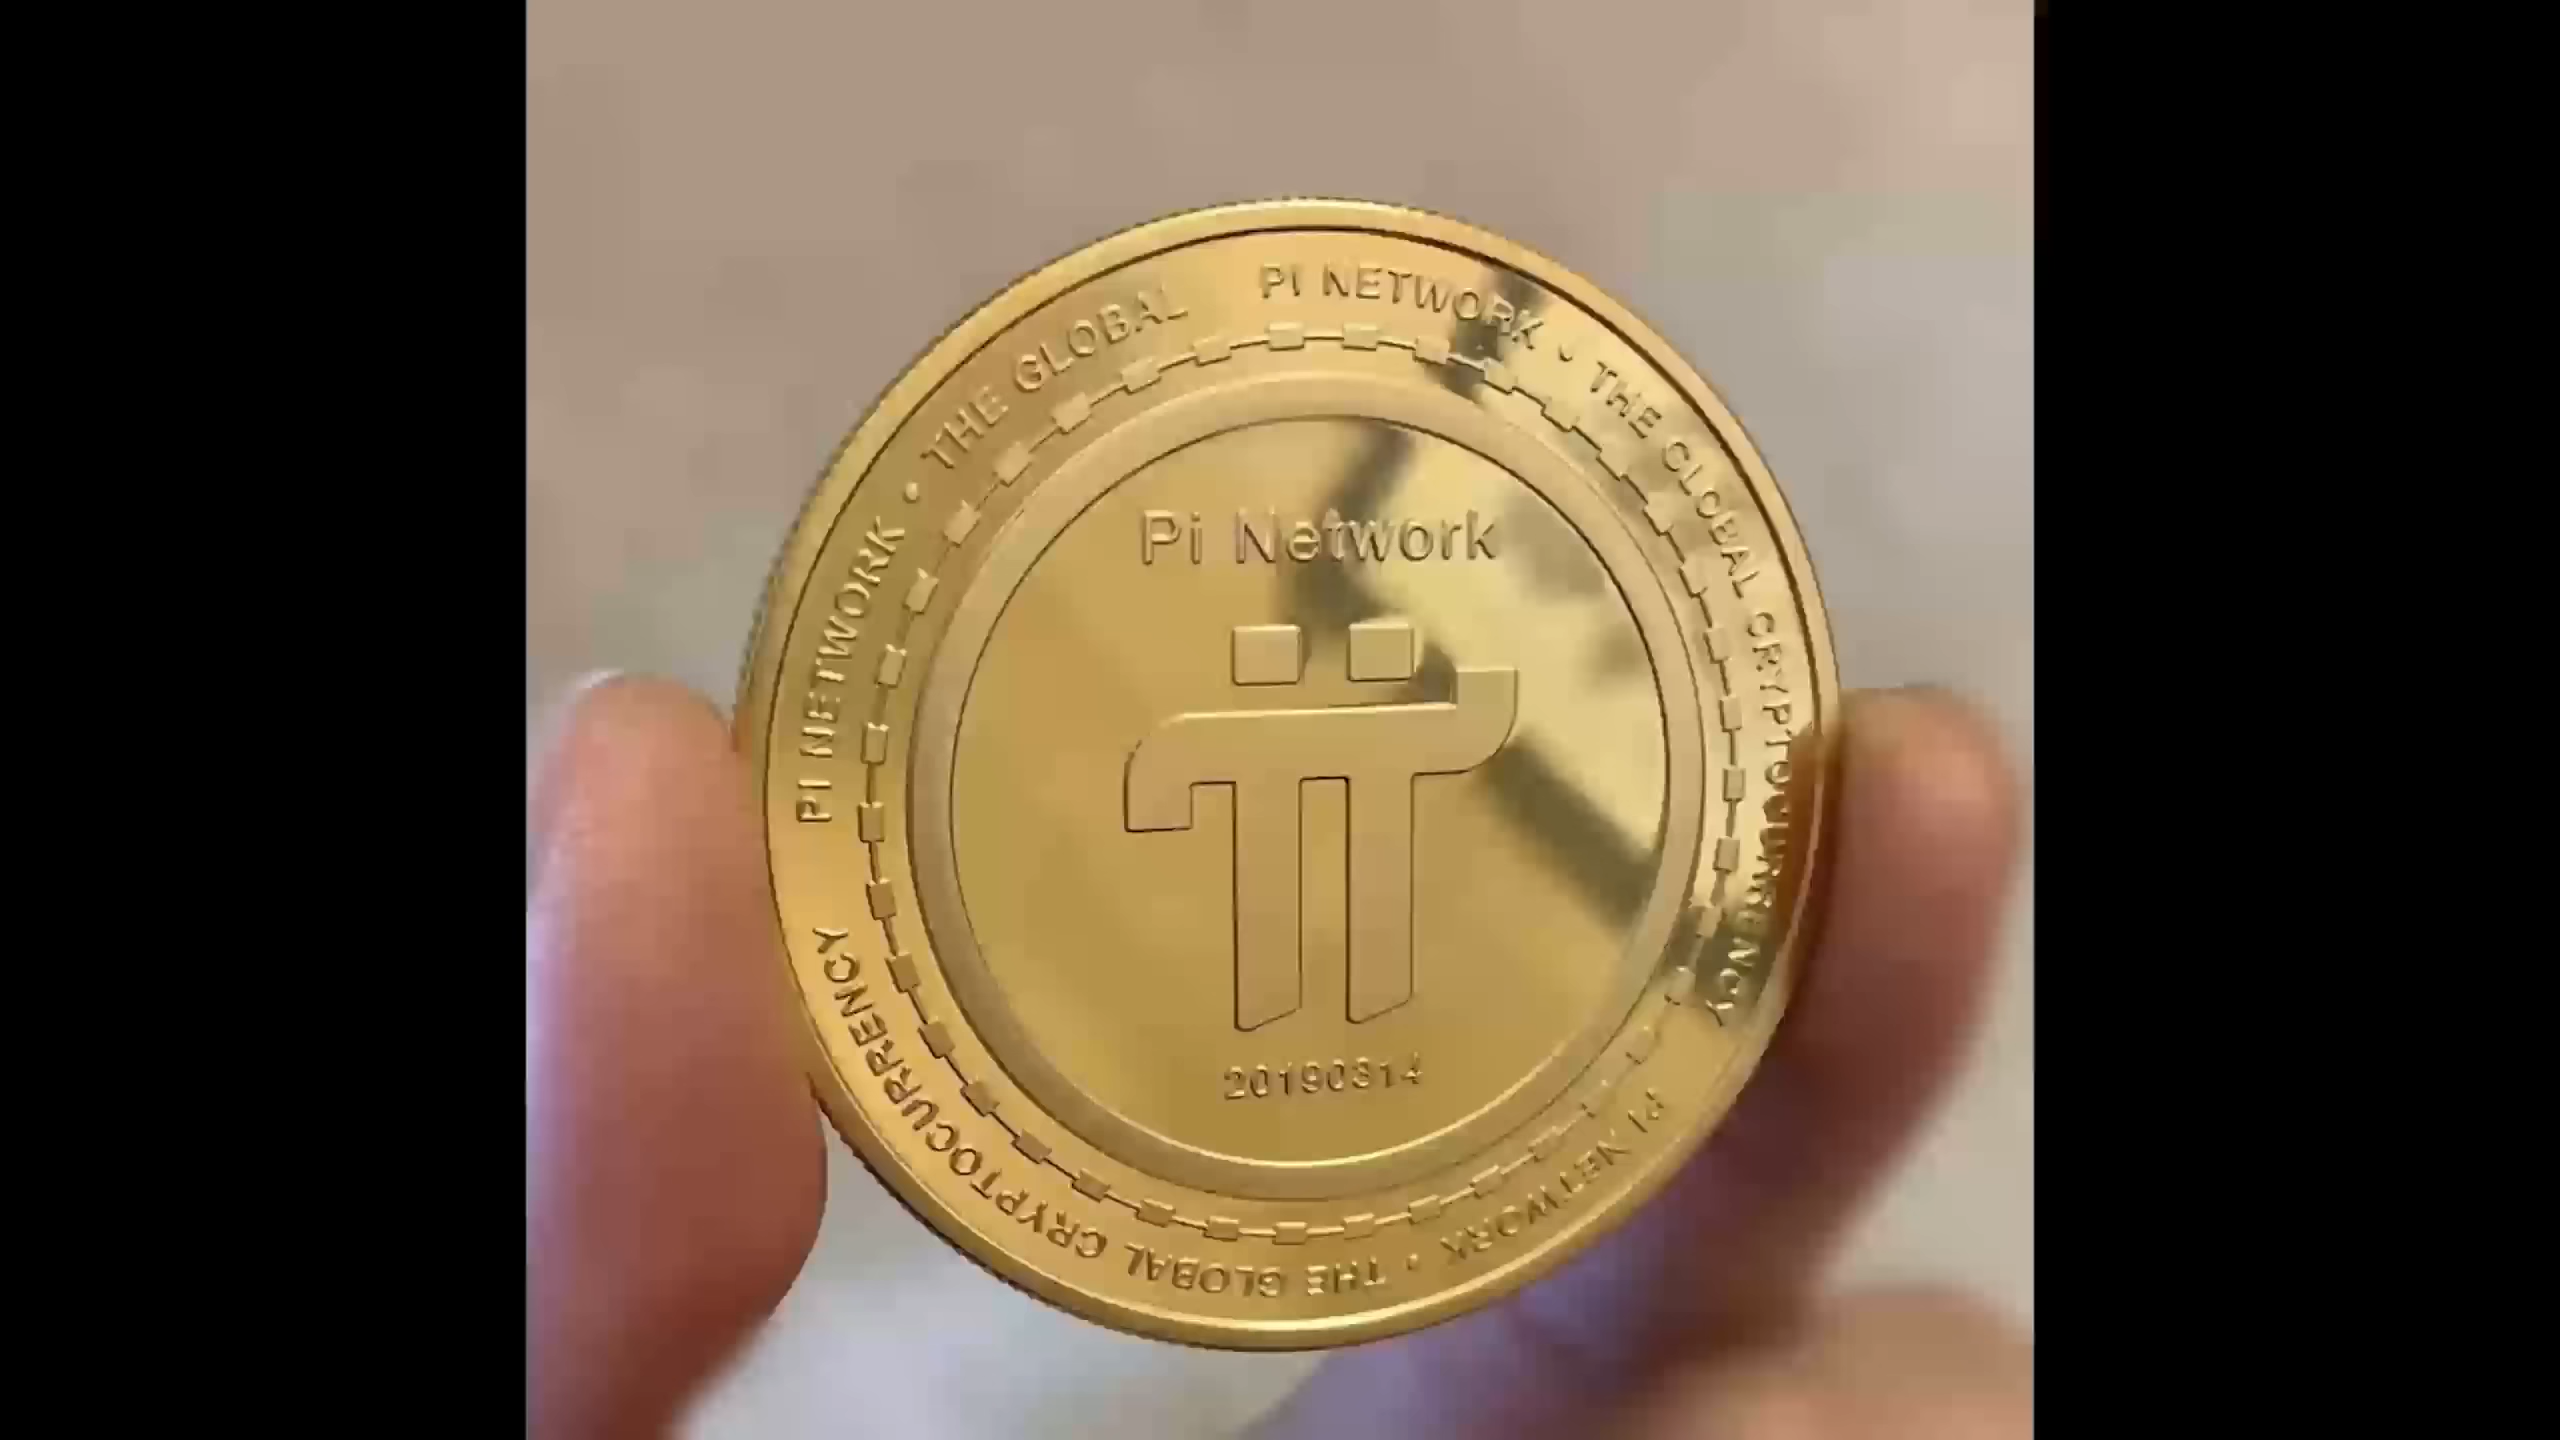 PI NETWORK • THE GLOBAL CRYPTOCURRENCY
PI NETWORK • THE GLOBAL CRYPTOCURRENCY
PI NETWORK • THE GLOBAL
Pi Network
20190314